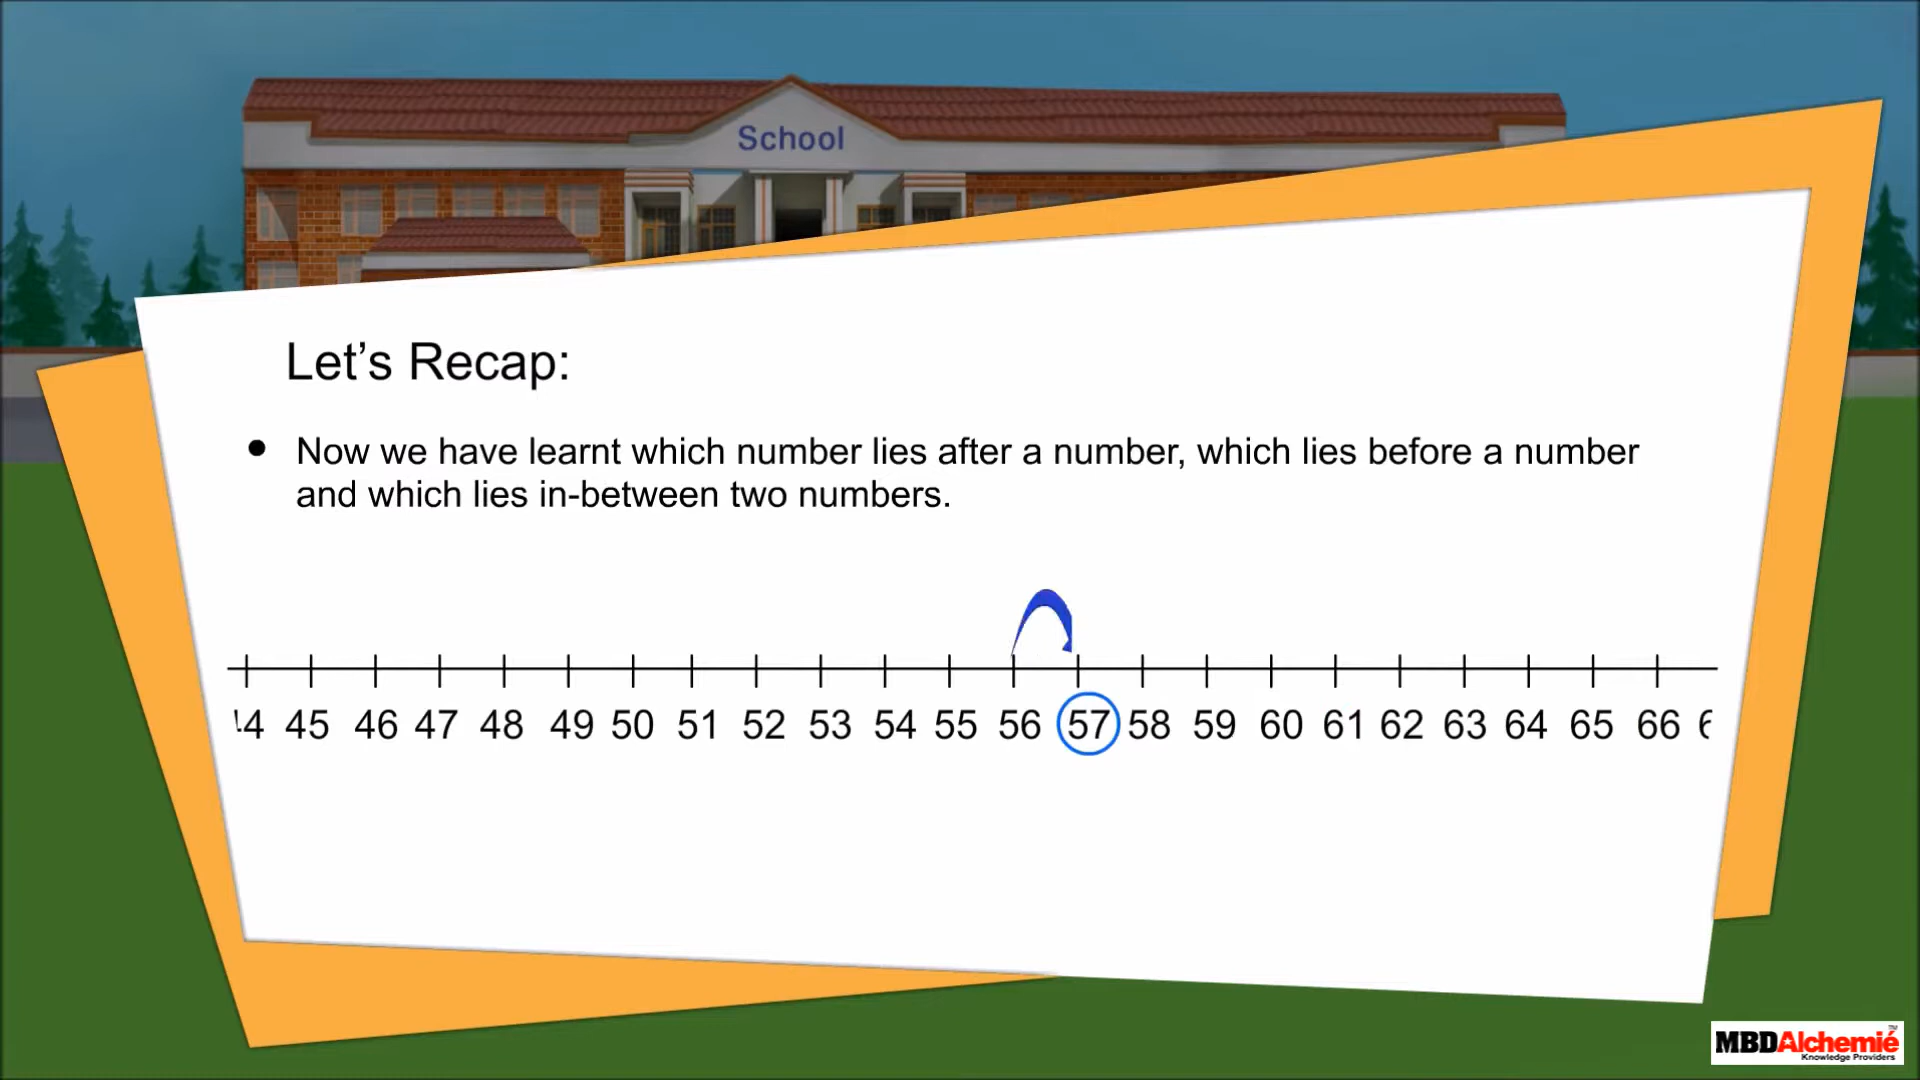 School
Let’s Recap:
● Now we have learnt which number lies after a number, which lies before a number
and which lies in-between two numbers.
45 46 47 48 49 50 51 52 53 54 55 56 57 58 59 60 61 62 63 64 65 66
MBDAlchemié™
Knowledge Providers